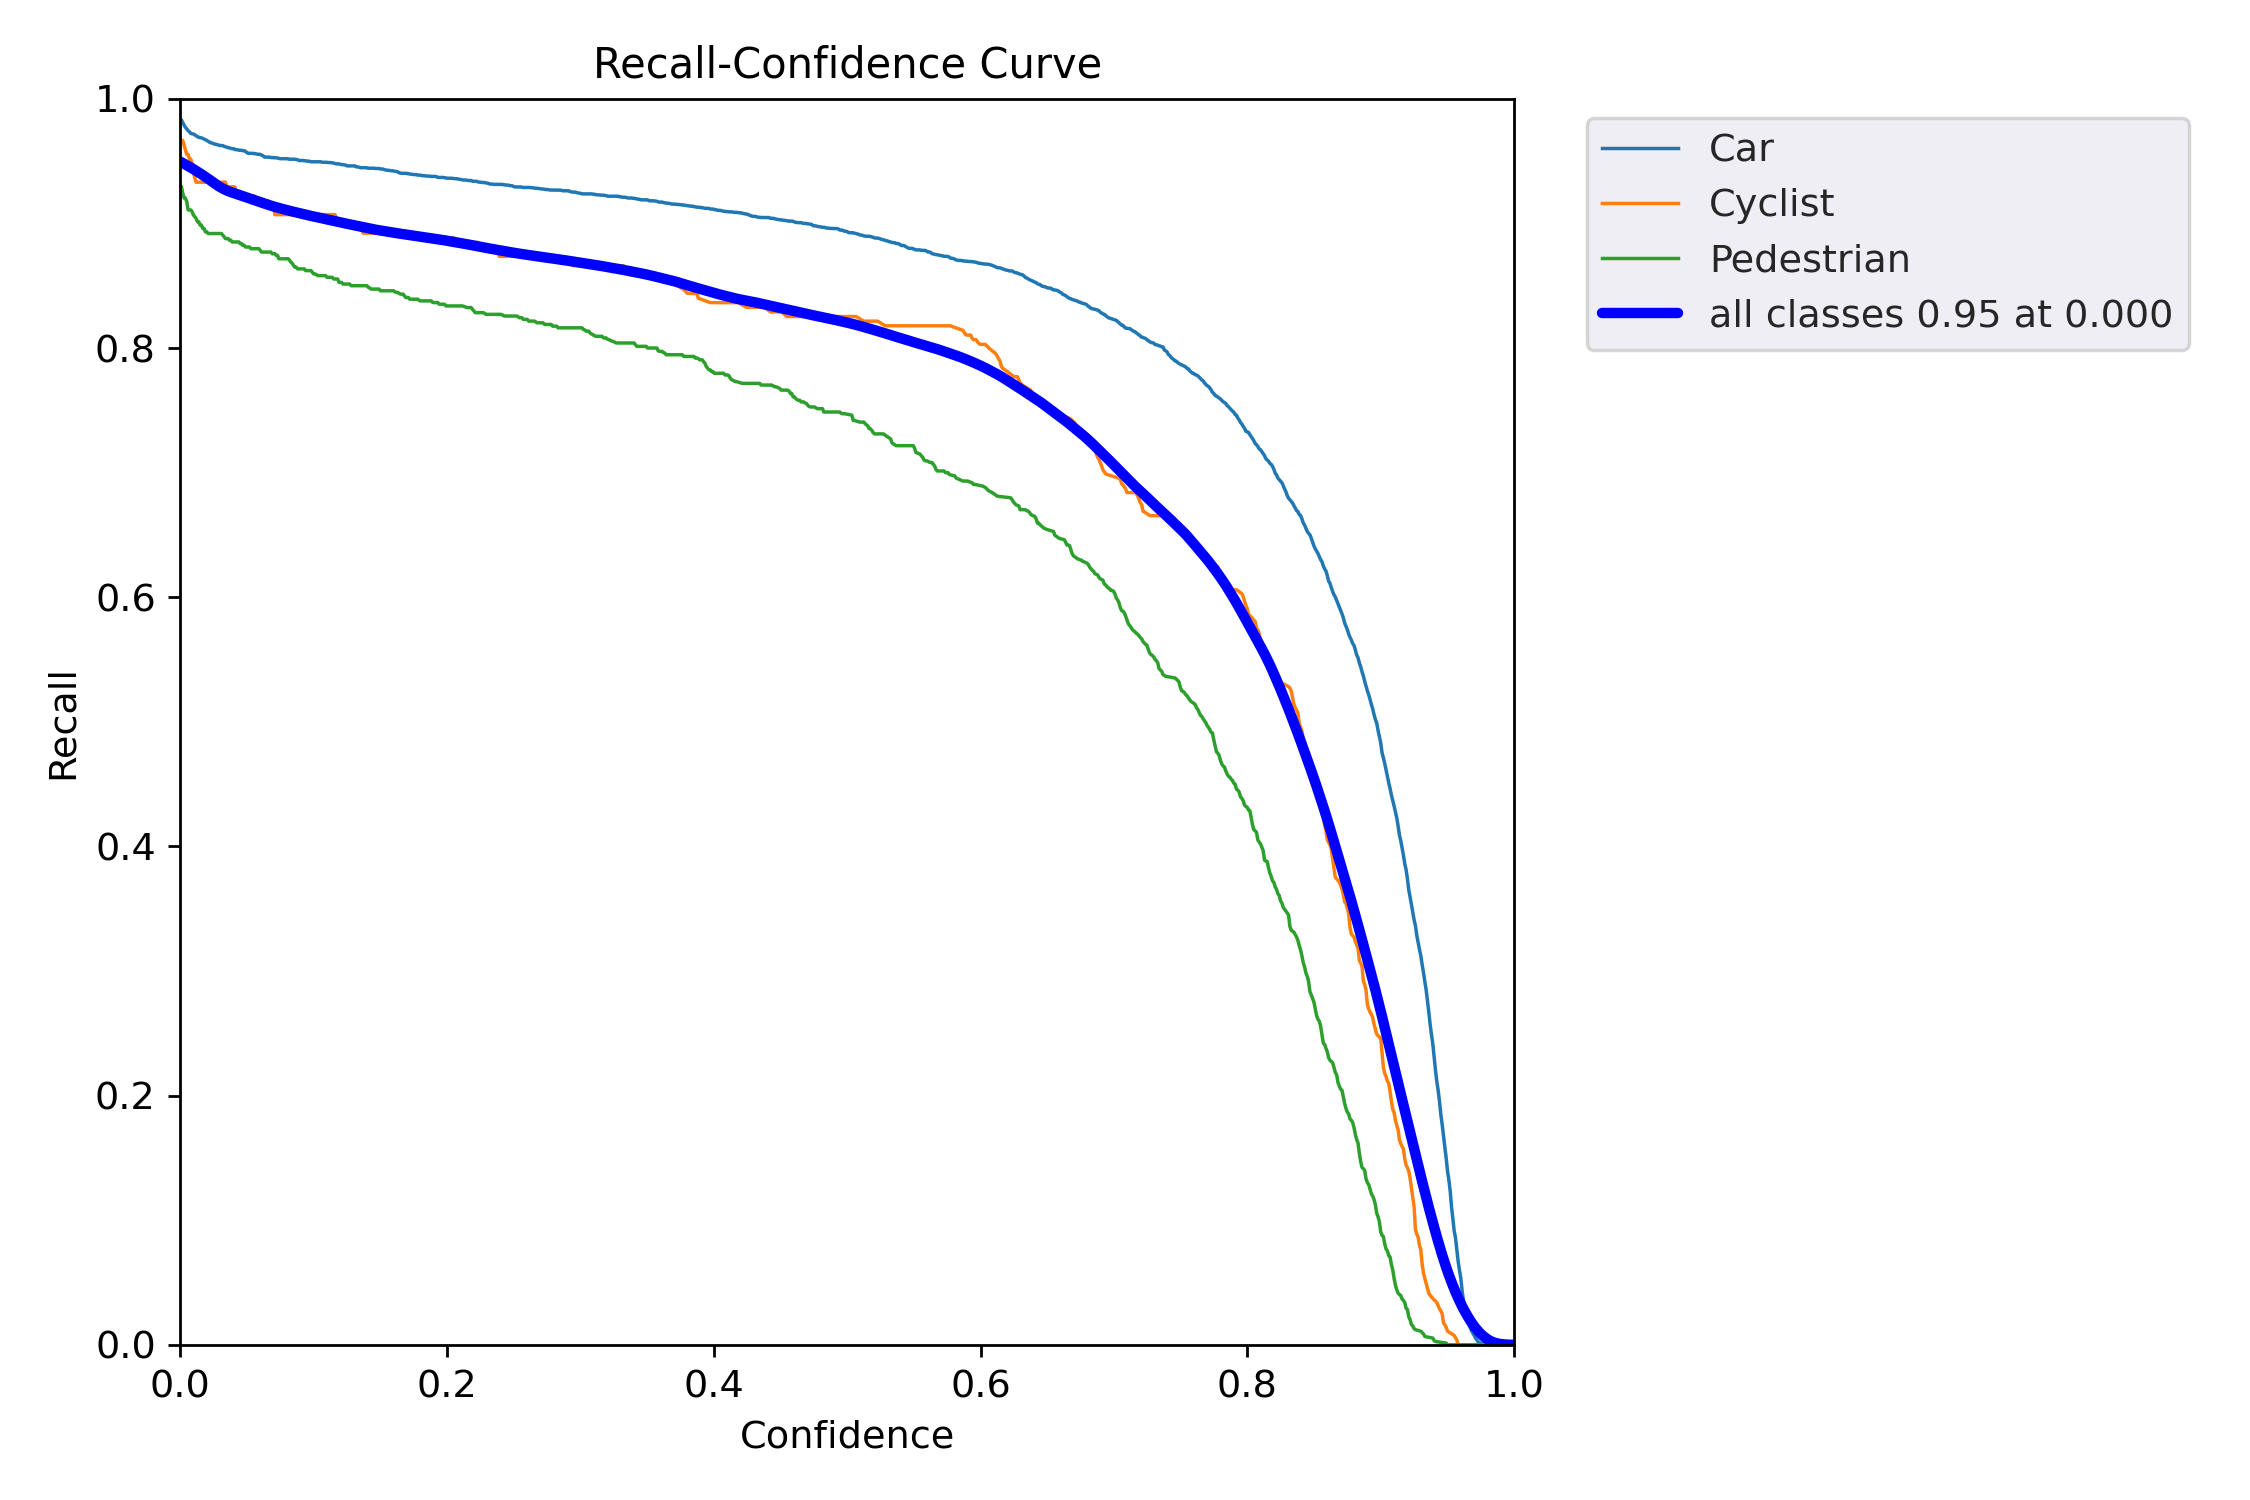 Recall-Confidence Curve
1.0
0.8
0.6
0.4
0.2
0.0
Recall
0.0 0.2 0.4 0.6 0.8 1.0
Confidence
Car
Cyclist
Pedestrian
all classes 0.95 at 0.000